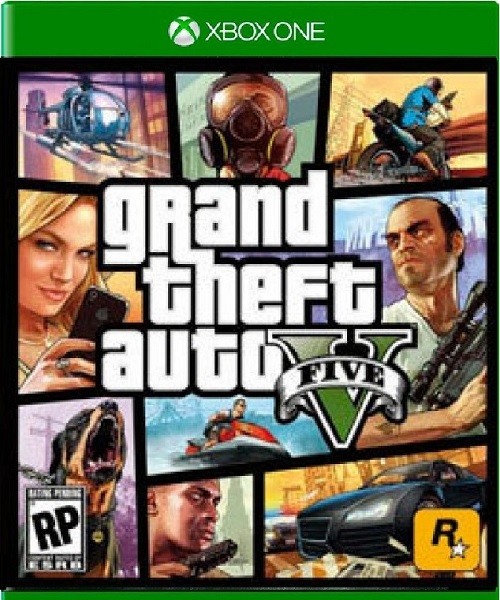 XBOX ONE
grand
theft
auto V
FIVE
RATING PENDING
RP
ESRB
R